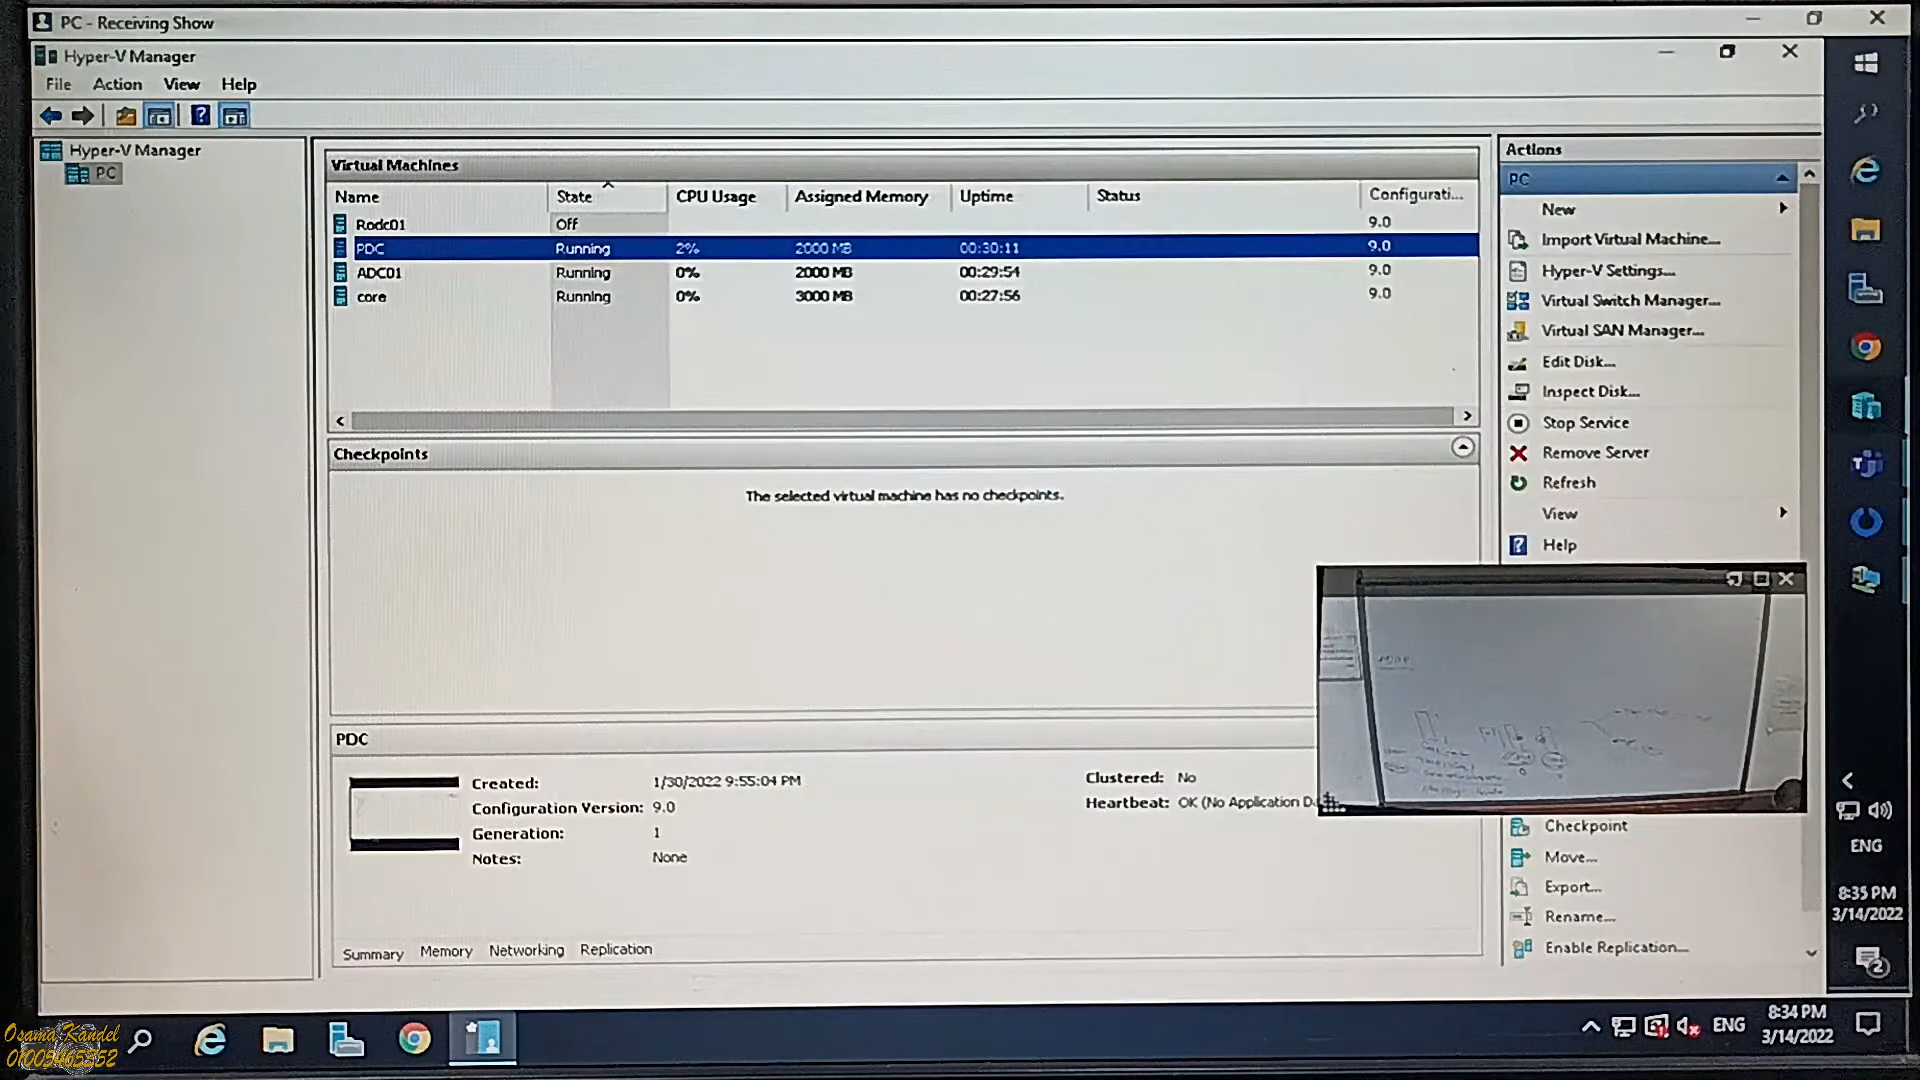 PC - Receiving Show
Hyper-V Manager
File Action View Help
Hyper-V Manager
PC
Virtual Machines
Name State CPU Usage Assigned Memory Uptime Status Configurati...
Rodc01 Off 9.0
PDC Running 2% 2000 MB 00:30:11 9.0
ADC01 Running 0% 2000 MB 00:29:54 9.0
core Running 0% 3000 MB 00:27:56 9.0
Checkpoints
The selected virtual machine has no checkpoints.
PDC
Created: 1/30/2022 9:55:04 PM
Configuration Version: 9.0
Generation: 1
Notes: None
Clustered: No
Heartbeat: OK (No Application D
Summary Memory Networking Replication
Actions
PC
New
Import Virtual Machine...
Hyper-V Settings...
Virtual Switch Manager...
Virtual SAN Manager...
Edit Disk...
Inspect Disk...
Stop Service
Remove Server
Refresh
View
Help
Checkpoint
Move...
Export...
Rename...
Enable Replication...
ENG
8:35 PM
3/14/2022
2
ENG
8:34 PM
3/14/2022
Osama Kandel
01005465352